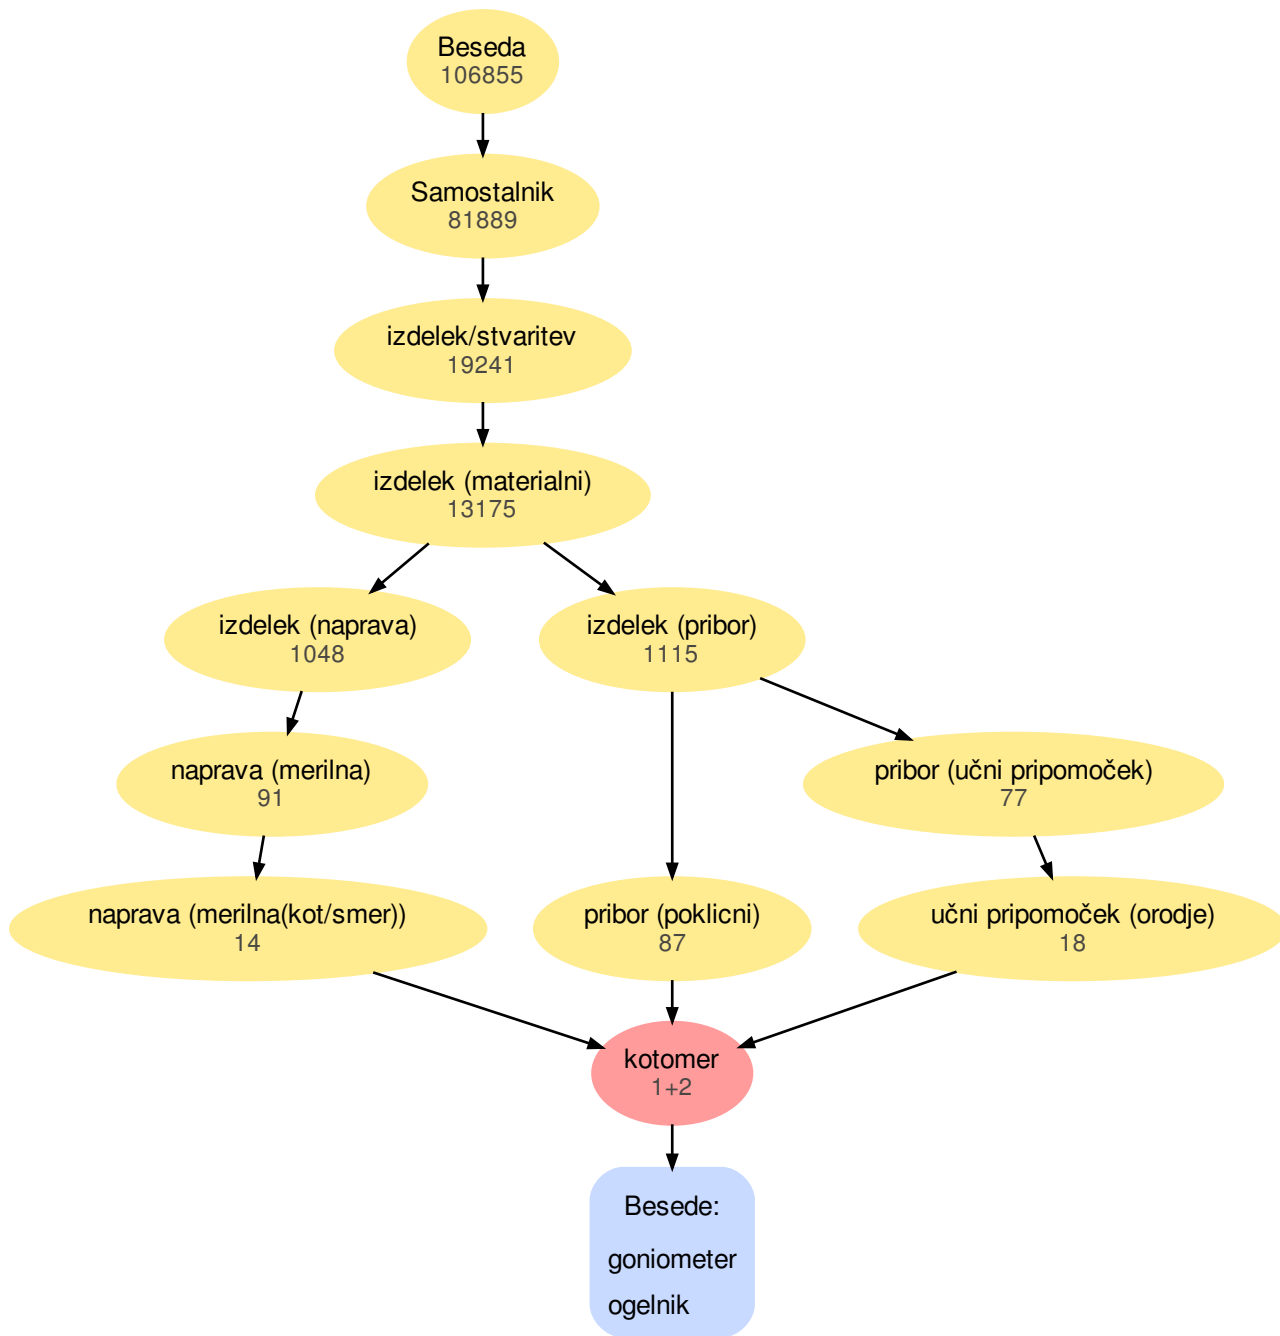 Beseda
106855
Samostalnik
81889
izdelek/stvaritev
19241
izdelek (materialni)
13175
izdelek (naprava)
1048
izdelek (pribor)
1115
naprava (merilna)
91
pribor (učni pripomoček)
77
naprava (merilna(kot/smer))
14
pribor (poklicni)
87
učni pripomoček (orodje)
18
kotomer
1+2
Besede:
goniometer
ogelnik